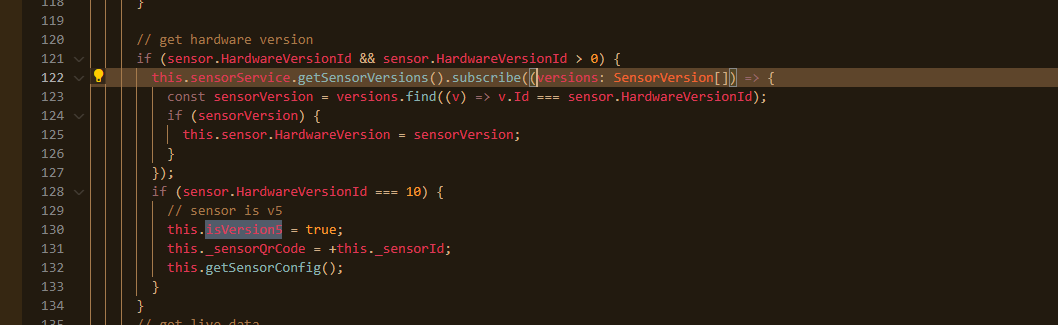 118 }
119
120 // get hardware version
121 if (sensor.HardwareVersionId && sensor.HardwareVersionId > 0) {
122 this.sensorService.getSensorVersions().subscribe((versions: SensorVersion[]) => {
123 const sensorVersion = versions.find((v) => v.Id === sensor.HardwareVersionId);
124 if (sensorVersion) {
125 this.sensor.HardwareVersion = sensorVersion;
126 }
127 });
128 if (sensor.HardwareVersionId === 10) {
129 // sensor is v5
130 this.isVersion5 = true;
131 this._sensorQrCode = +this._sensorId;
132 this.getSensorConfig();
133 }
134 }
135 // get live data